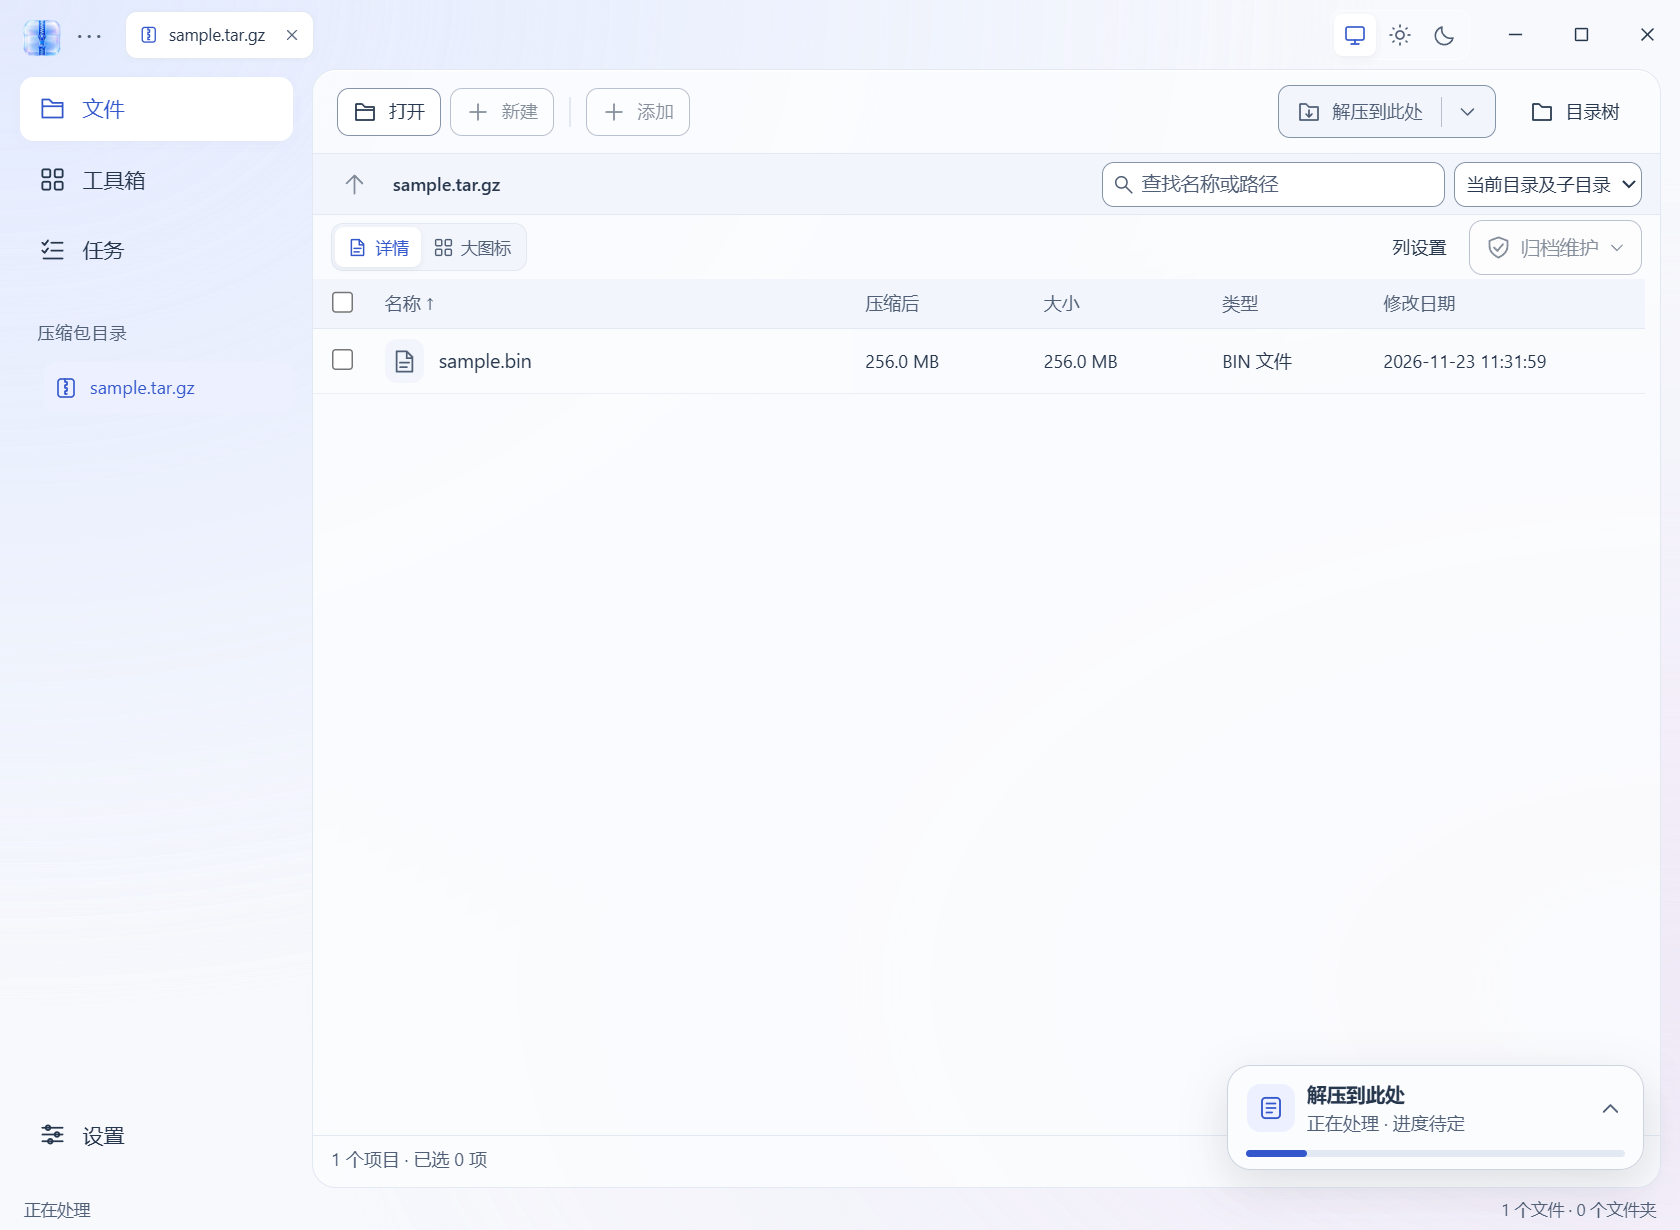 sample.tar.gz
文件
工具箱
任务
压缩包目录
sample.tar.gz
设置
正在处理
打开
新建
添加
解压到此处
目录树
sample.tar.gz
查找名称或路径
当前目录及子目录
详情
大图标
列设置
归档维护
名称↑ 压缩后 大小 类型 修改日期
sample.bin 256.0 MB 256.0 MB BIN 文件 2026-11-23 11:31:59
解压到此处
正在处理 · 进度待定
1 个项目 · 已选 0 项
1 个文件 · 0 个文件夹